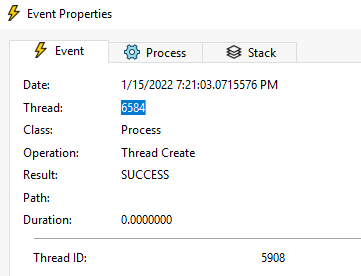 Event Properties
Event Process Stack
Date: 1/15/2022 7:21:03.0715576 PM
Thread: 6584
Class: Process
Operation: Thread Create
Result: SUCCESS
Path:
Duration: 0.0000000
Thread ID: 5908